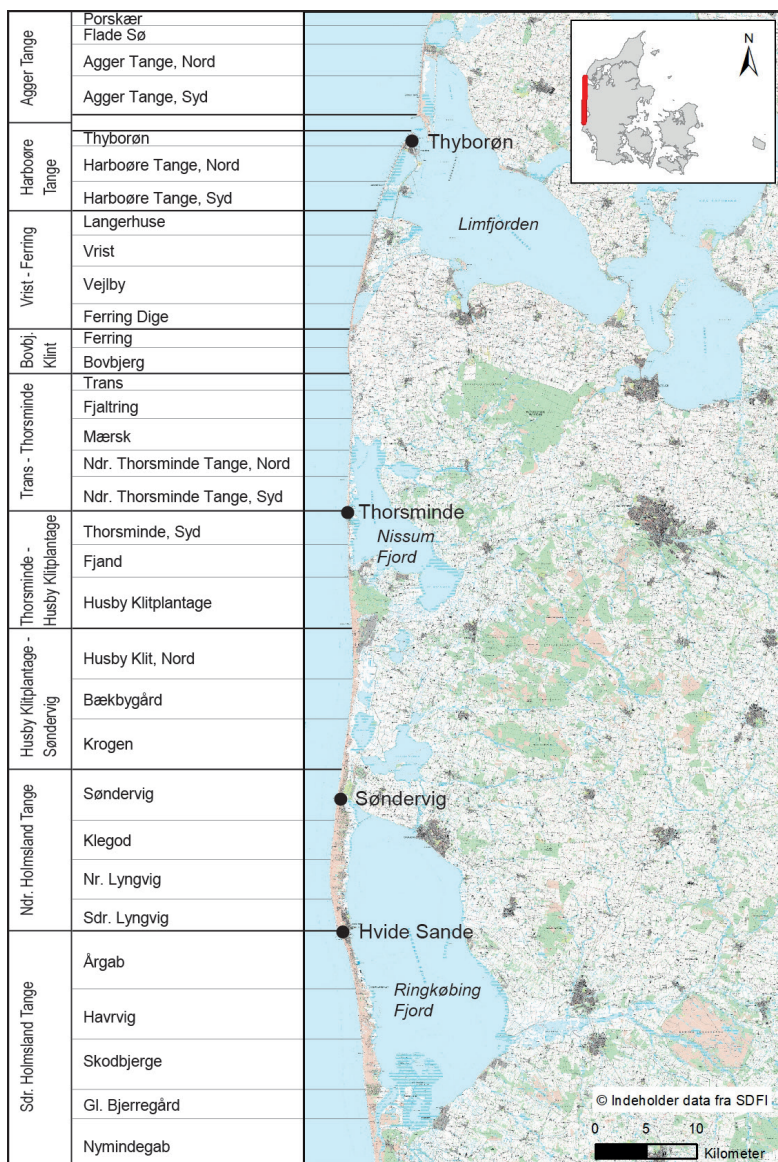 Agger Tange
Porskær
Flade Sø
Agger Tange, Nord
Agger Tange, Syd
Harboøre
Tange
Thyborøn
Harboøre Tange, Nord
Harboøre Tange, Syd
Vrist - Ferring
Langerhuse
Vrist
Vejlby
Ferring Dige
Bovbj.
Klint
Ferring
Bovbjerg
Trans - Thorsminde
Trans
Fjaltring
Mærsk
Ndr. Thorsminde Tange, Nord
Ndr. Thorsminde Tange, Syd
Thorsminde -
Husby Klitplantage
Thorsminde, Syd
Fjand
Husby Klitplantage
Husby Klitplantage -
Søndervig
Husby Klit, Nord
Bækbygård
Krogen
Ndr. Holmsland Tange
Søndervig
Klegod
Nr. Lyngvig
Sdr. Lyngvig
Sdr. Holmsland Tange
Årgab
Havrvig
Skodbjerge
Gl. Bjerregård
Nymindegab
N
Thyborøn
Limfjorden
Thorsminde
Nissum
Fjord
Søndervig
Hvide Sande
Ringkøbing
Fjord
© Indeholder data fra SDFI
0 5 10
Kilometer